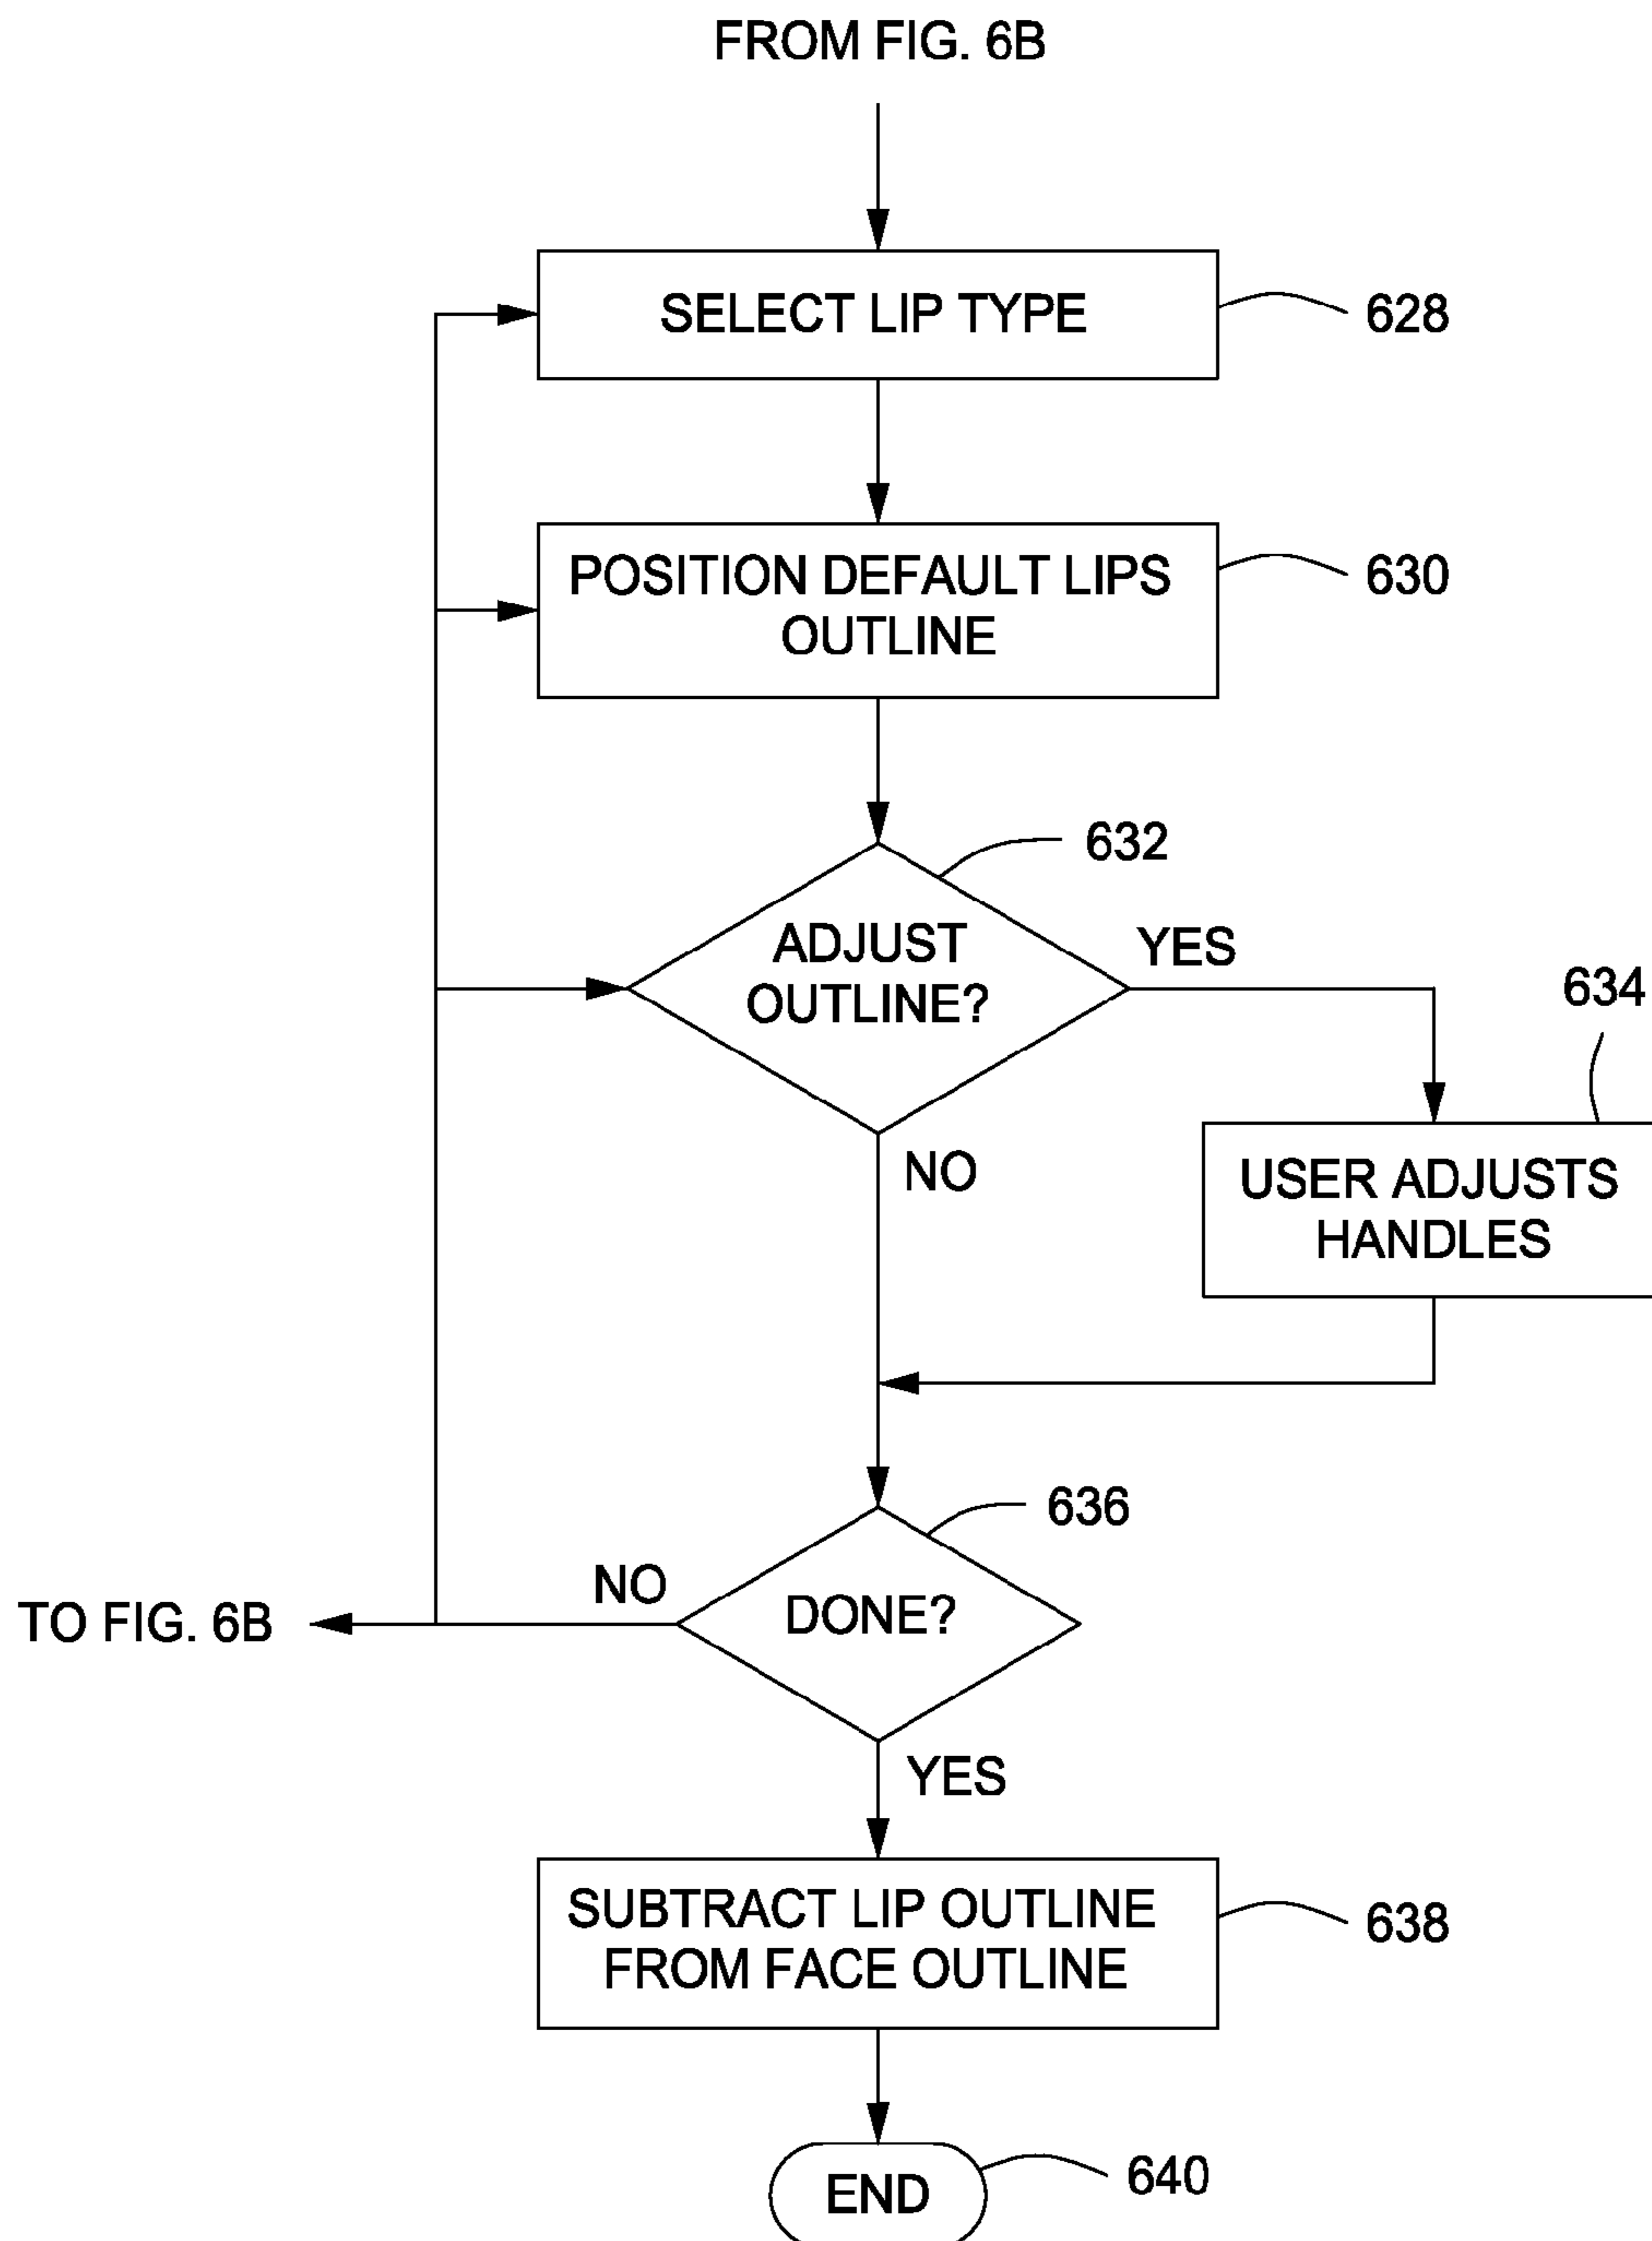 FROM FIG. 6B
SELECT LIP TYPE
628
POSITION DEFAULT LIPS
OUTLINE
630
632
ADJUST
OUTLINE?
YES
634
NO
USER ADJUSTS
HANDLES
636
NO
DONE?
TO FIG. 6B
YES
SUBTRACT LIP OUTLINE
FROM FACE OUTLINE
638
END
640